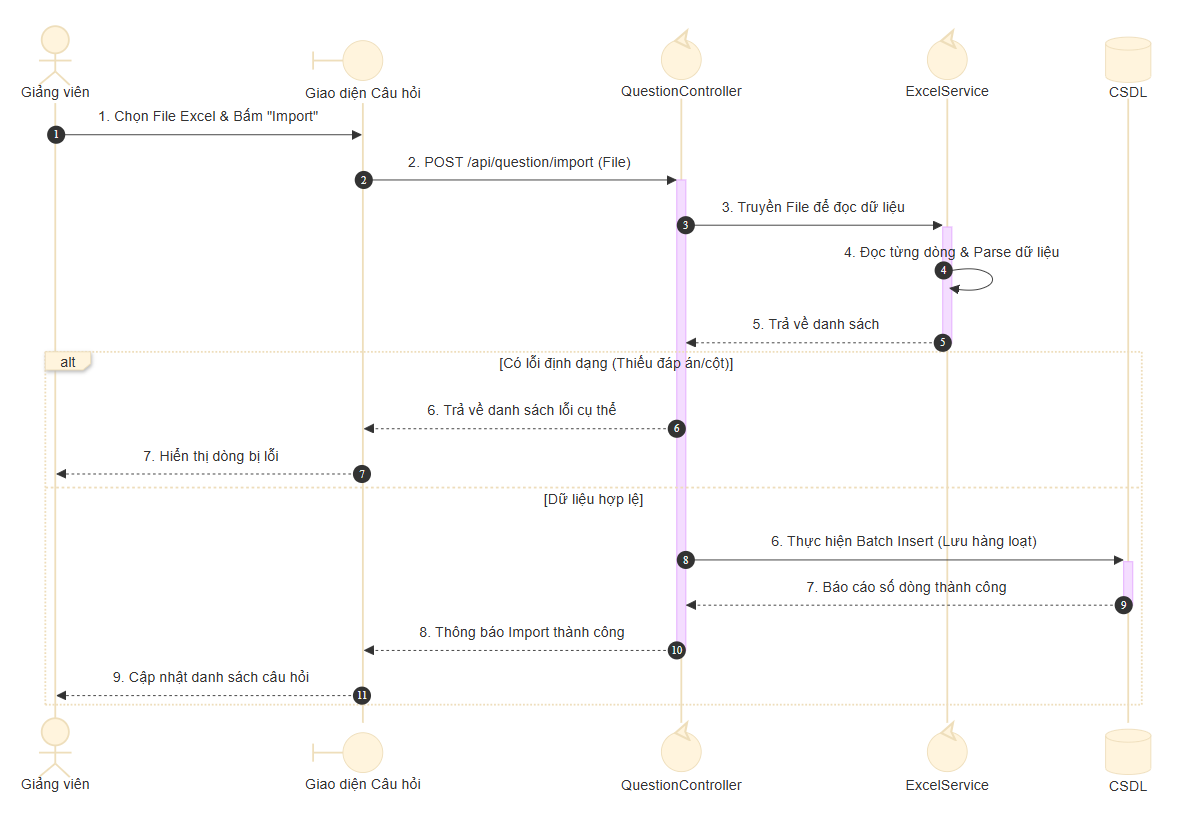 Giảng viên
Giao diện Câu hỏi
QuestionController
ExcelService
CSDL
1. Chọn File Excel & Bấm "Import"
1
2. POST /api/question/import (File)
2
3. Truyền File để đọc dữ liệu
3
4. Đọc từng dòng & Parse dữ liệu
4
5. Trả về danh sách
5
alt
[Có lỗi định dạng (Thiếu đáp án/cột)]
6. Trả về danh sách lỗi cụ thể
6
7. Hiển thị dòng bị lỗi
7
[Dữ liệu hợp lệ]
6. Thực hiện Batch Insert (Lưu hàng loạt)
8
7. Báo cáo số dòng thành công
9
8. Thông báo Import thành công
10
9. Cập nhật danh sách câu hỏi
11
Giảng viên
Giao diện Câu hỏi
QuestionController
ExcelService
CSDL